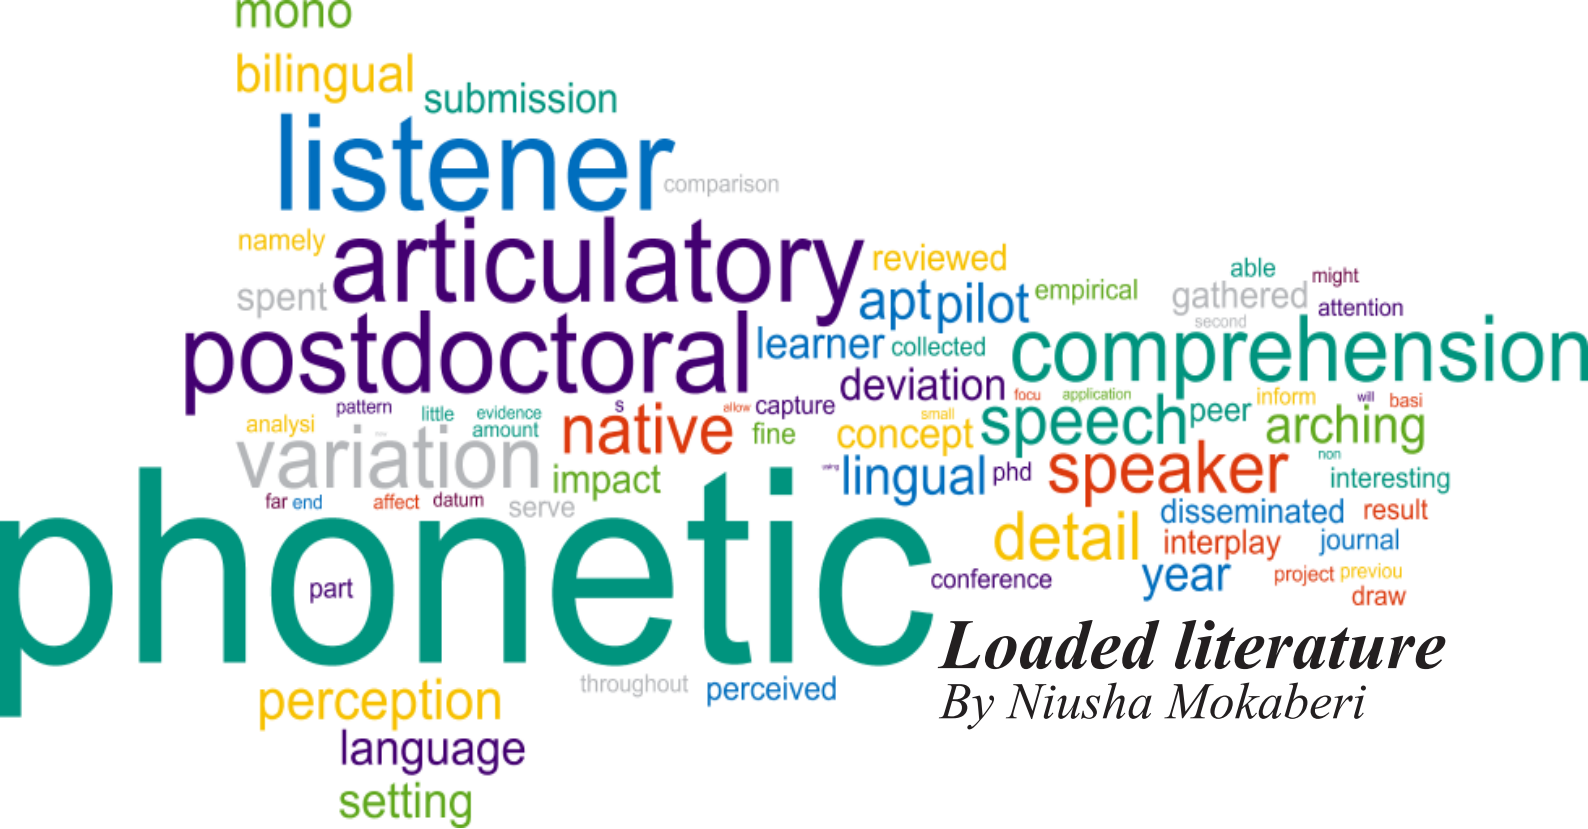 mono
bilingual
submission
listener
comparison
namely
articulatory
reviewed
able
might
spent
apt
pilot
empirical
gathered
attention
second
postdoctoral
learner
collected
comprehension
deviation
pattern
little
evidence
s
allow
capture
focu
application
inform
will
basi
analysi
amount
native
fine
small
concept
speech
peer
arching
variation
impact
using
lingual
phd
speaker
non
interesting
far
end
affect
datum
serve
disseminated
result
phonetic
detail
interplay
journal
part
conference
year
project
previou
draw
Loaded literature
By Niusha Mokaberi
perception
throughout
perceived
language
setting